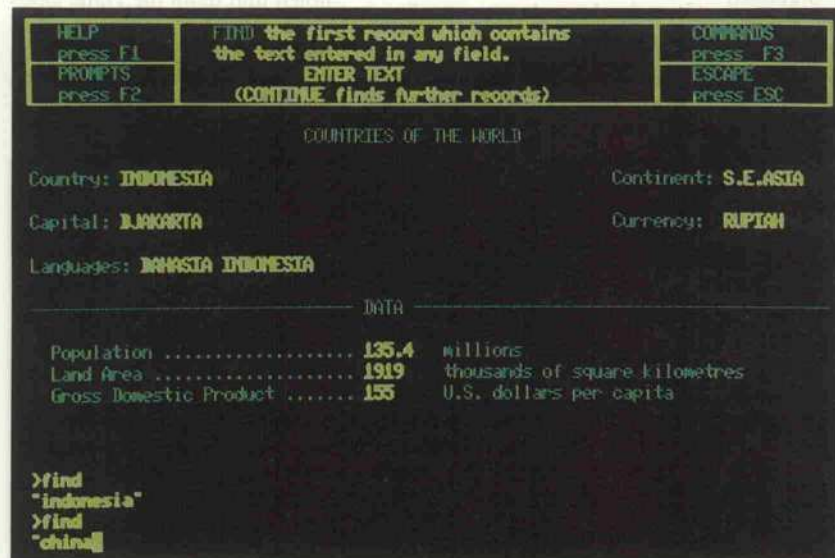 HELP
press F1
PROMPTS
press F2
FIND the first record which contains
the text entered in any field.
ENTER TEXT
(CONTINUE finds further records)
COMMANDS
press F3
ESCAPE
press ESC
COUNTRIES OF THE WORLD
Country: INDONESIA
Continent: S.E.ASIA
Capital: DJAKARTA
Currency: RUPIAH
Languages: BAHASIA INDONESIA
DATA
Population ................... 135.4 millions
Land Area .................... 1919 thousands of square kilometres
Gross Domestic Product ....... 155 U.S. dollars per capita
>find
"indonesia"
>find
"china